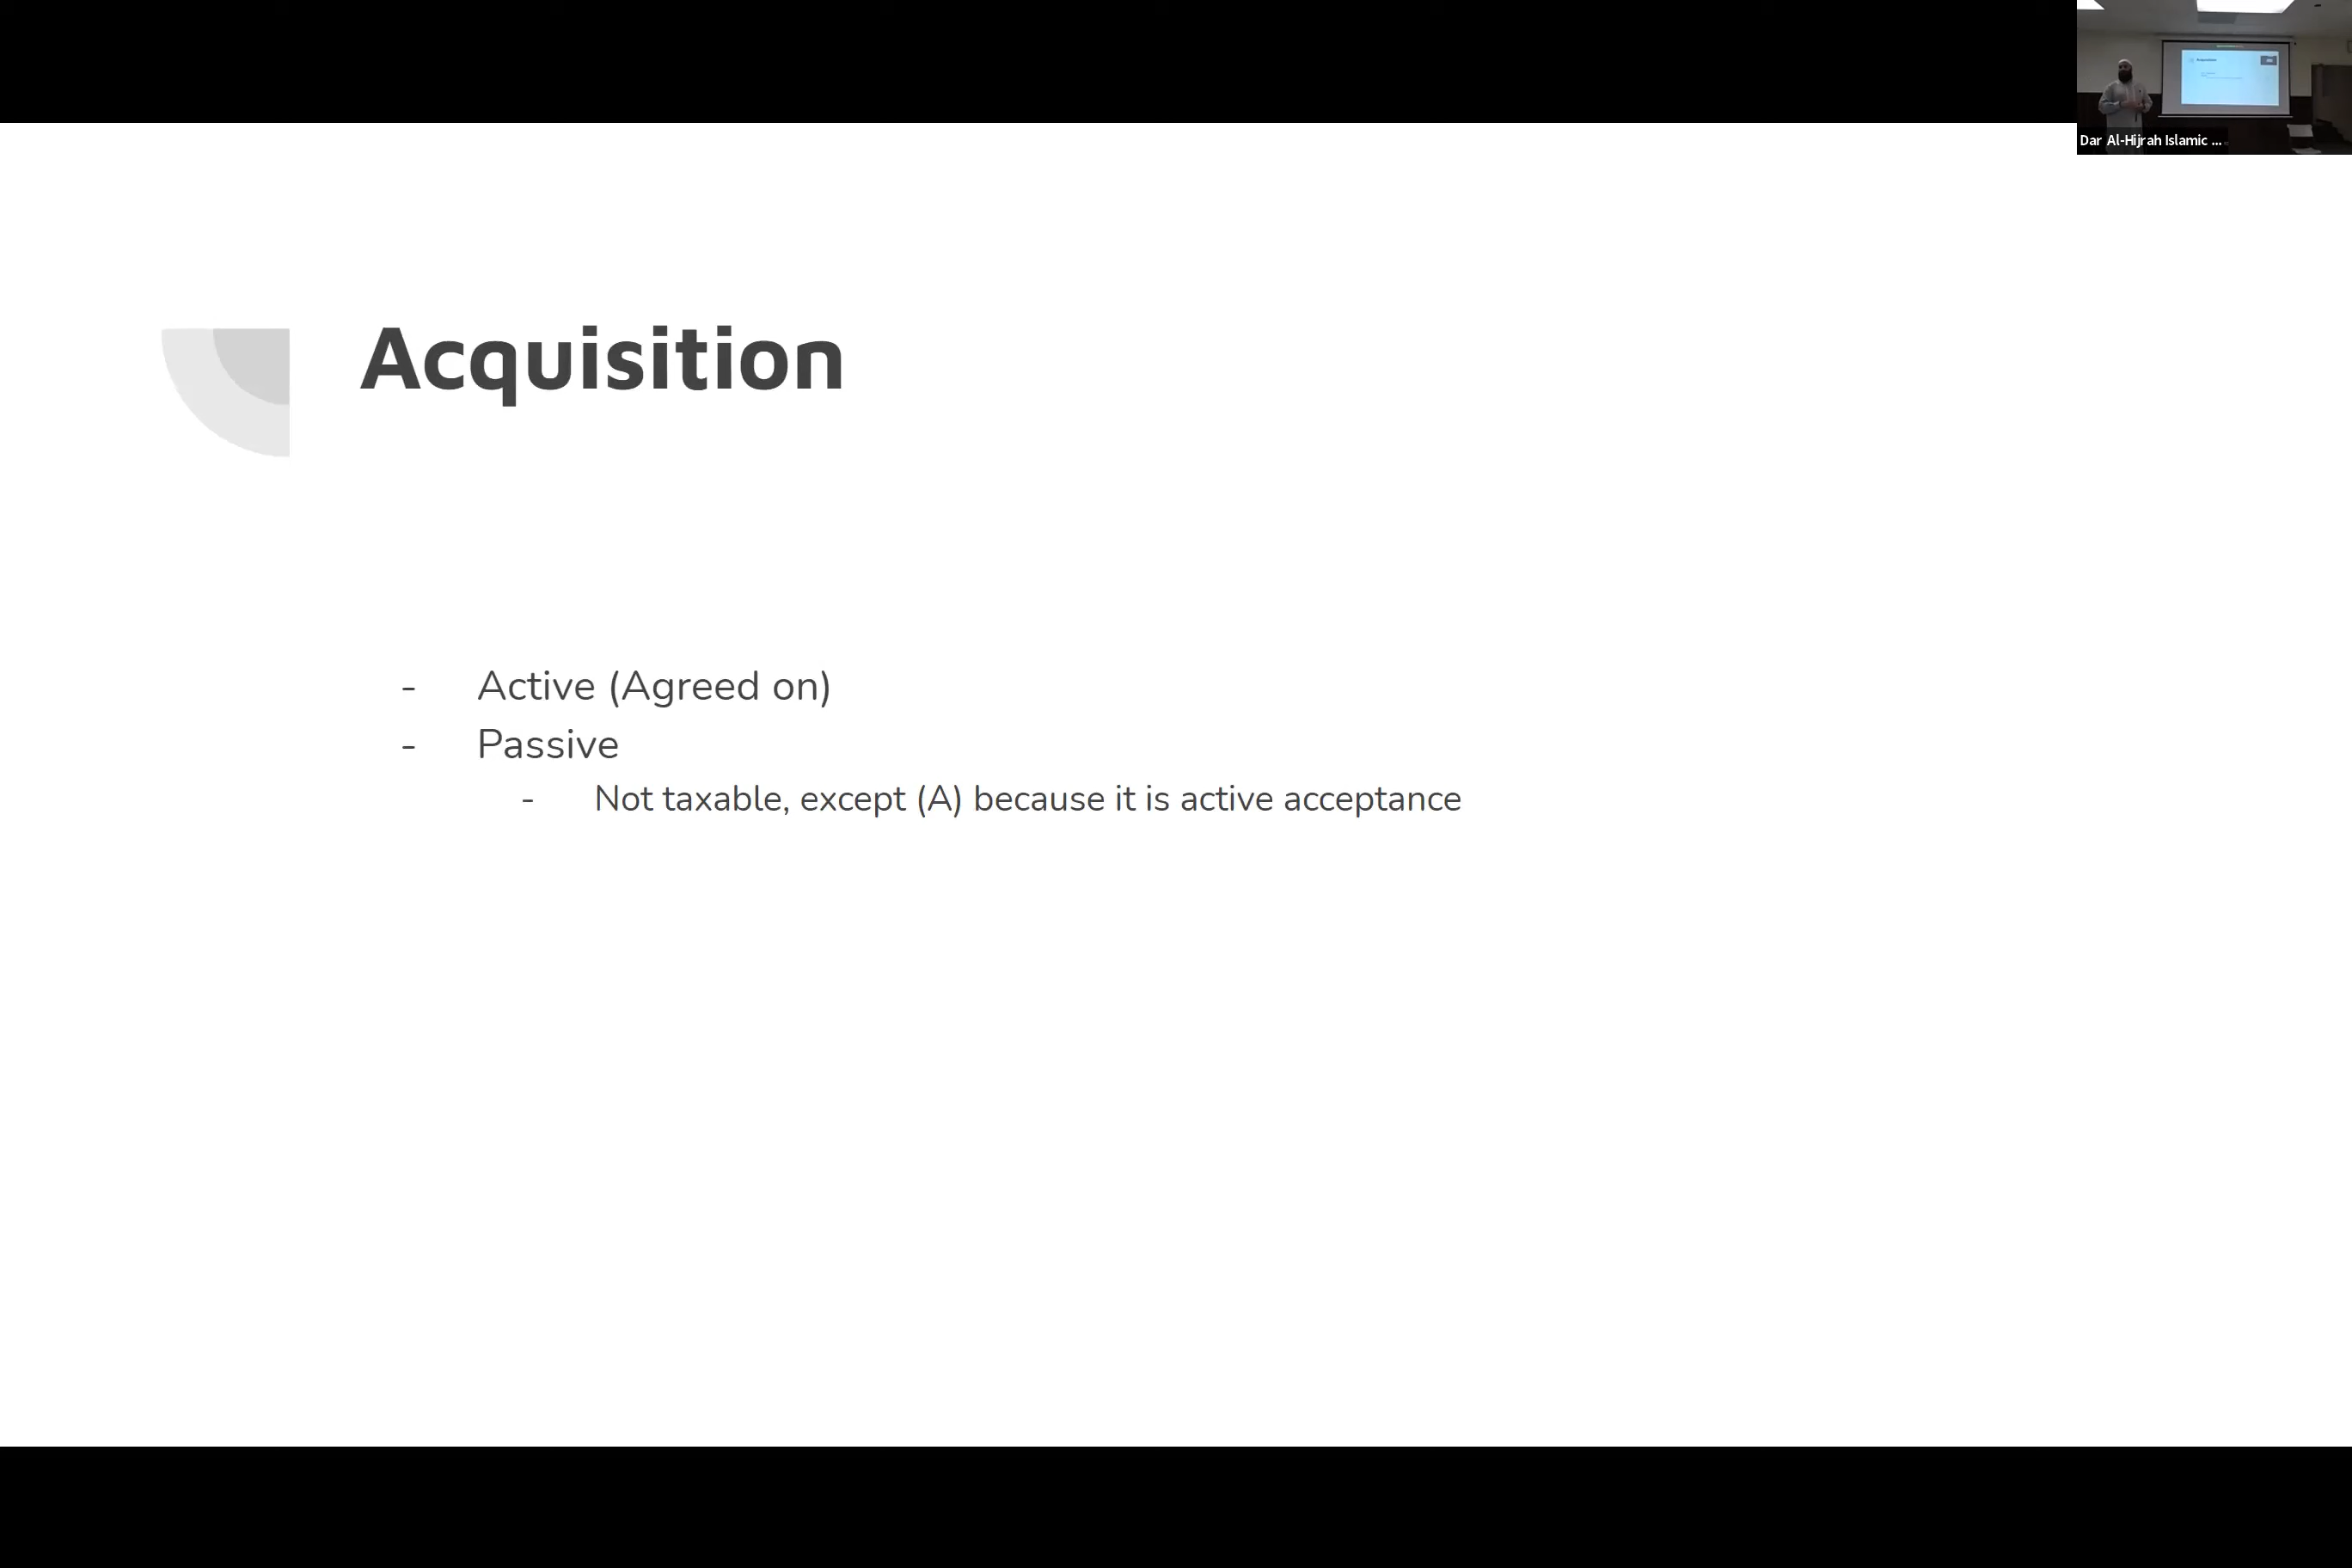 Dar Al-Hijrah Islamic ...
Acquisition
- Active (Agreed on)
- Passive
- Not taxable, except (A) because it is active acceptance